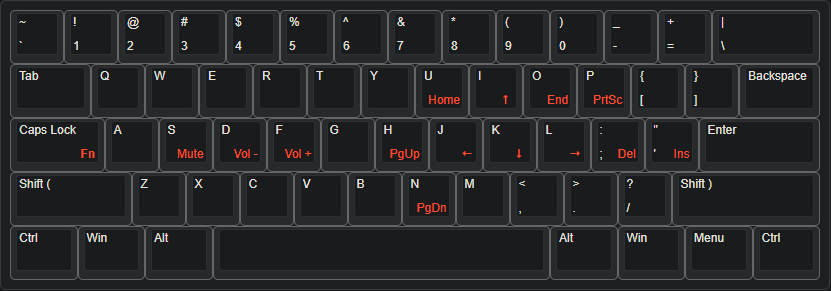 ~ ! @ # $ % ^ & * ( ) _ + |
` 1 2 3 4 5 6 7 8 9 0 - = \
Tab Q W E R T Y U I O P { } Backspace
Home ↑ End PrtSc [ ]
Caps Lock A S D F G H J K L : " Enter
Fn Mute Vol - Vol + PgUp ← ↓ → ; Del ' Ins
Shift ( Z X C V B N M < > ? Shift )
PgDn , . /
Ctrl Win Alt Alt Win Menu Ctrl